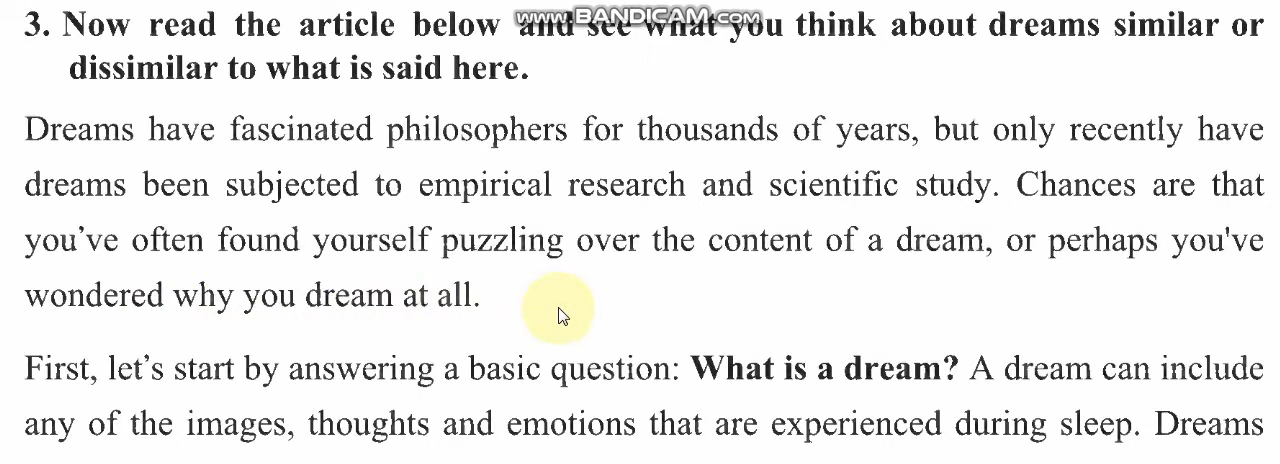 www.BANDICAM.com
3. Now read the article below and see what you think about dreams similar or
dissimilar to what is said here.
Dreams have fascinated philosophers for thousands of years, but only recently have
dreams been subjected to empirical research and scientific study. Chances are that
you’ve often found yourself puzzling over the content of a dream, or perhaps you've
wondered why you dream at all.
First, let’s start by answering a basic question: What is a dream? A dream can include
any of the images, thoughts and emotions that are experienced during sleep. Dreams